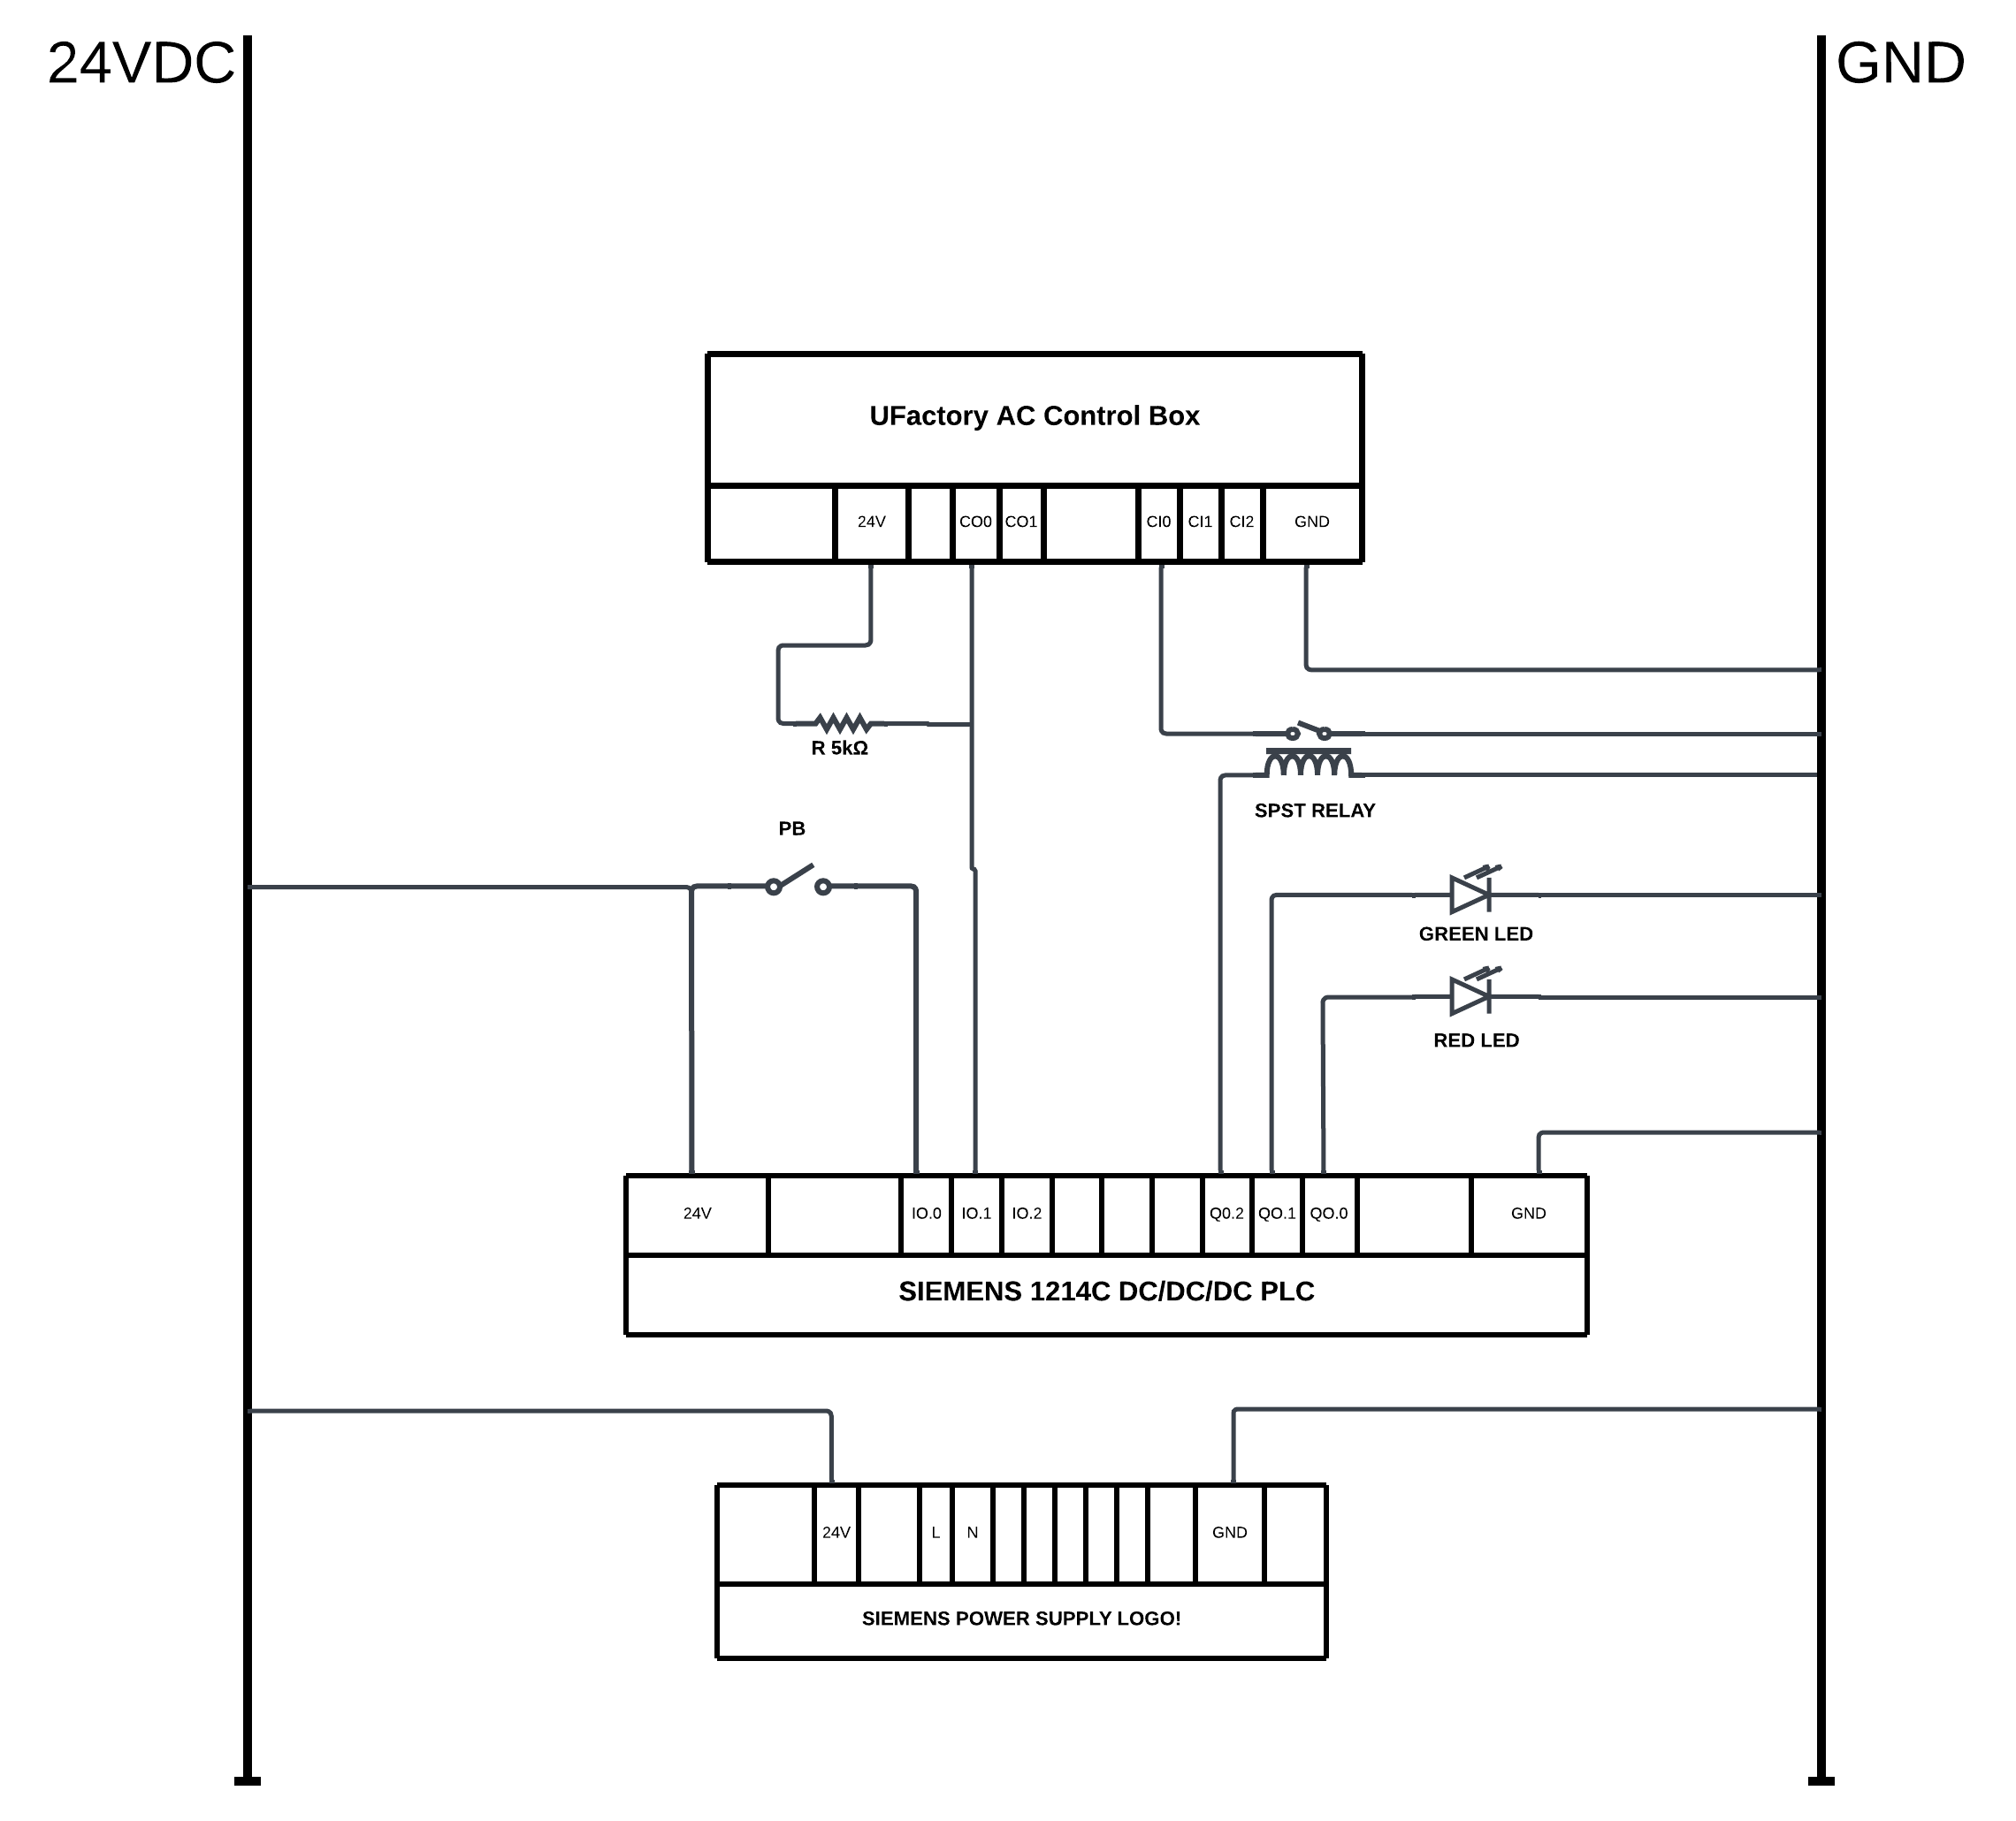 24VDC
GND
UFactory AC Control Box
24V
CO0
CO1
CI0
CI1
CI2
GND
R 5kΩ
SPST RELAY
PB
GREEN LED
RED LED
24V
IO.0
IO.1
IO.2
Q0.2
QO.1
QO.0
GND
SIEMENS 1214C DC/DC/DC PLC
24V
L
N
GND
SIEMENS POWER SUPPLY LOGO!